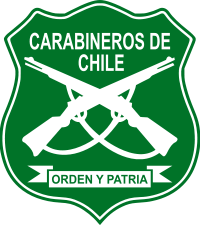 CARABINEROS DE
CHILE
ORDEN Y PATRIA